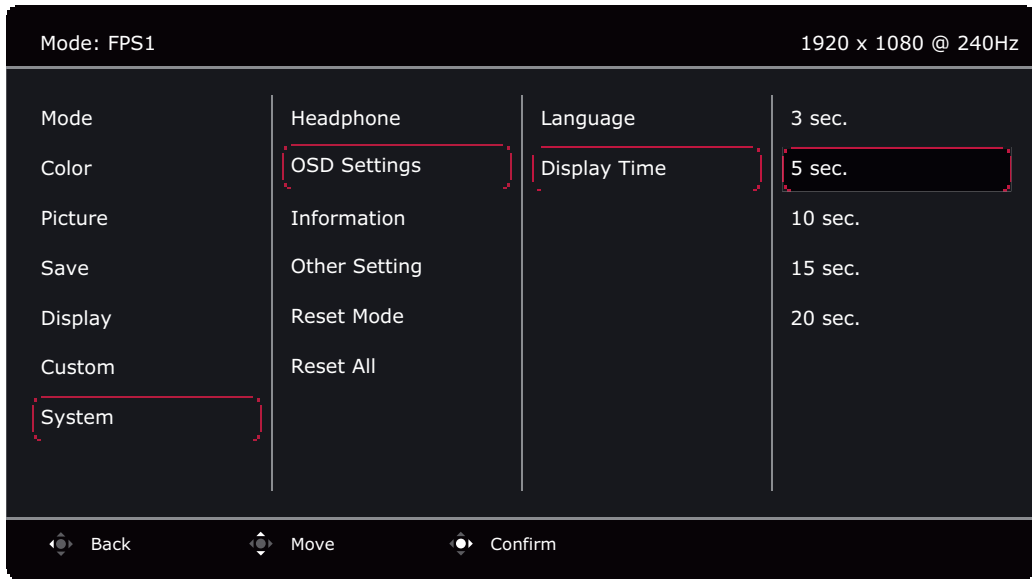 Mode: FPS1
1920 x 1080 @ 240Hz
Mode
Color
Picture
Save
Display
Custom
System
Headphone
OSD Settings
Information
Other Setting
Reset Mode
Reset All
Language
Display Time
3 sec.
5 sec.
10 sec.
15 sec.
20 sec.
Back
Move
Confirm